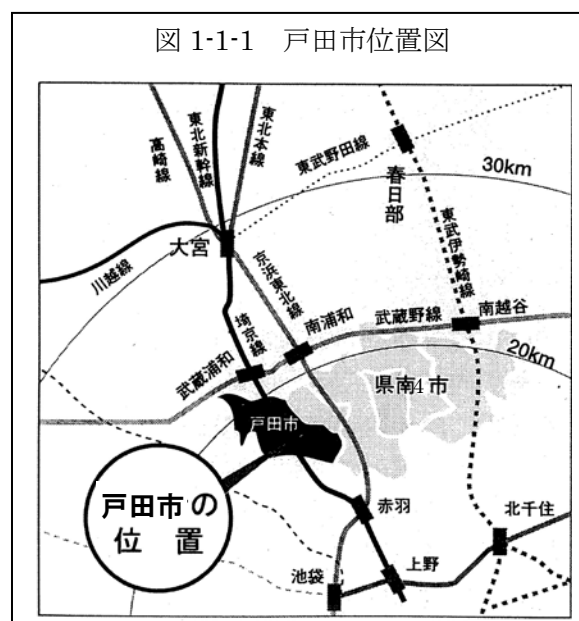 図 1-1-1 戸田市位置図
高崎線
東北新幹線
東北本線
東武野田線
春日部
30km
東武伊勢崎線
大宮
川越線
京浜東北線
埼京線
南浦和
武蔵野線
南越谷
武蔵浦和
20km
県南4市
戸田市
戸田市の
位置
赤羽
北千住
池袋
上野